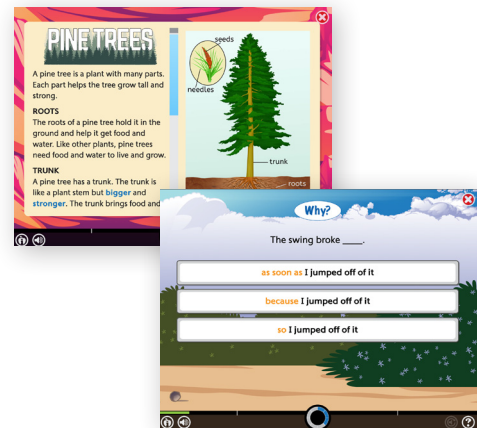 PINE TREES
A pine tree is a plant with many parts.
Each part helps the tree grow tall and
strong.
ROOTS
The roots of a pine tree hold it in the
ground and help it get food and
water. Like other plants, pine trees
need food and water to live and grow.
TRUNK
A pine tree has a trunk. The trunk is
like a plant stem but bigger and
stronger. The trunk brings food and
seeds
needles
trunk
roots
Why?
The swing broke ____.
as soon as I jumped off of it
because I jumped off of it
so I jumped off of it
?